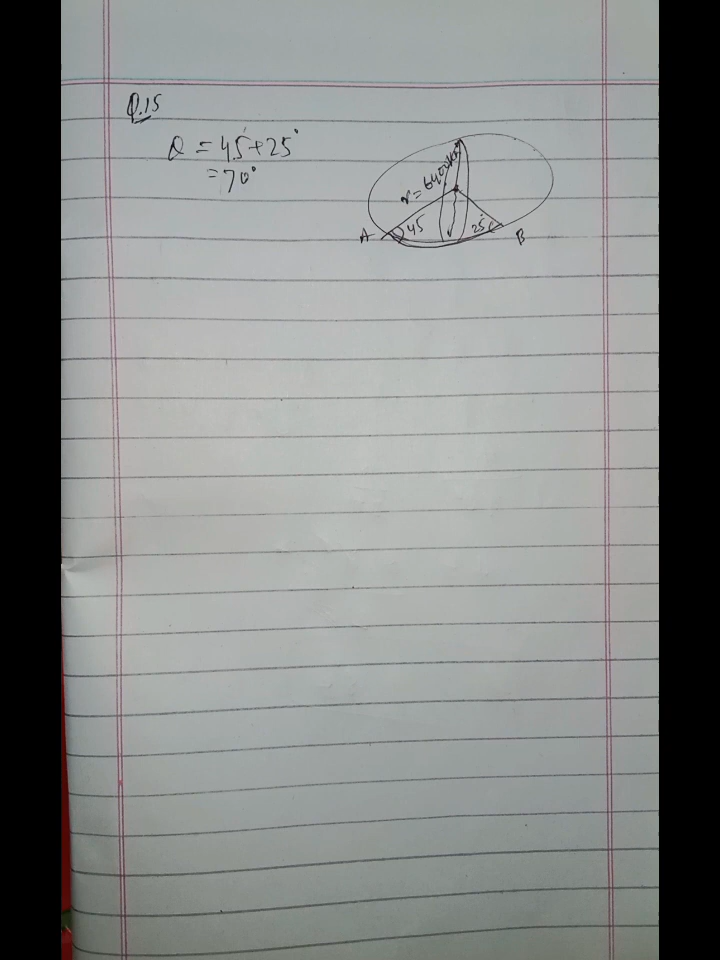 Q.15
θ = 45°+25°
= 70°
r = 6400km
A
45
25°
B